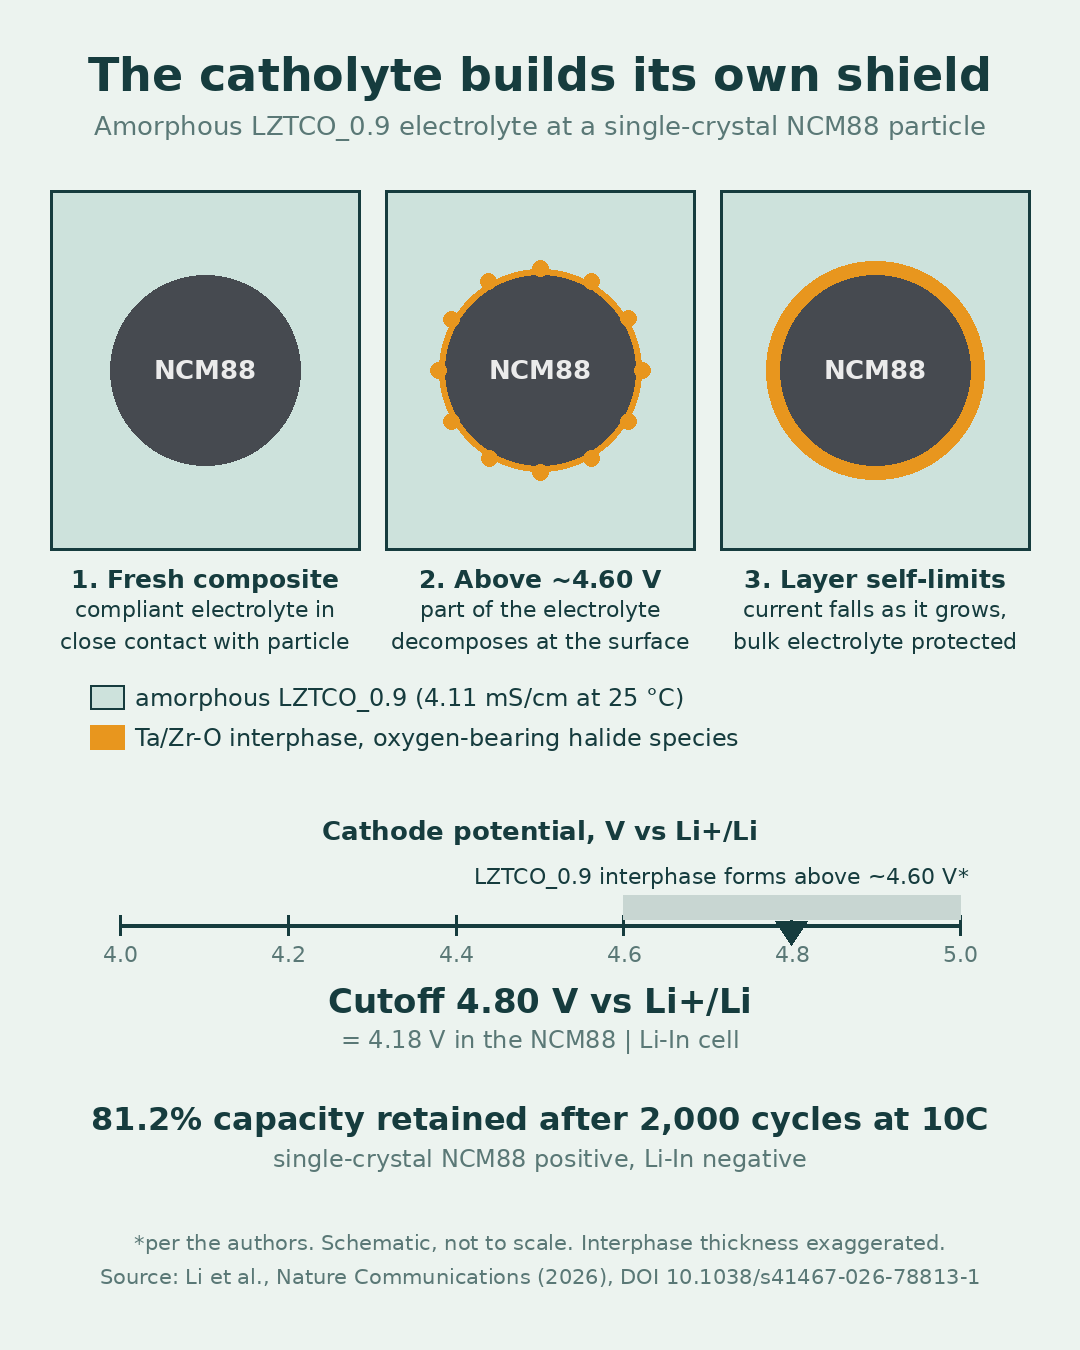 The catholyte builds its own shield
Amorphous LZTCO_0.9 electrolyte at a single-crystal NCM88 particle
NCM88
NCM88
NCM88
1. Fresh composite
compliant electrolyte in
close contact with particle
2. Above ~4.60 V
part of the electrolyte
decomposes at the surface
3. Layer self-limits
current falls as it grows,
bulk electrolyte protected
amorphous LZTCO_0.9 (4.11 mS/cm at 25 °C)
Ta/Zr-O interphase, oxygen-bearing halide species
Cathode potential, V vs Li+/Li
LZTCO_0.9 interphase forms above ~4.60 V*
4.0 4.2 4.4 4.6 4.8 5.0
Cutoff 4.80 V vs Li+/Li
= 4.18 V in the NCM88 | Li-In cell
81.2% capacity retained after 2,000 cycles at 10C
single-crystal NCM88 positive, Li-In negative
*per the authors. Schematic, not to scale. Interphase thickness exaggerated.
Source: Li et al., Nature Communications (2026), DOI 10.1038/s41467-026-78813-1